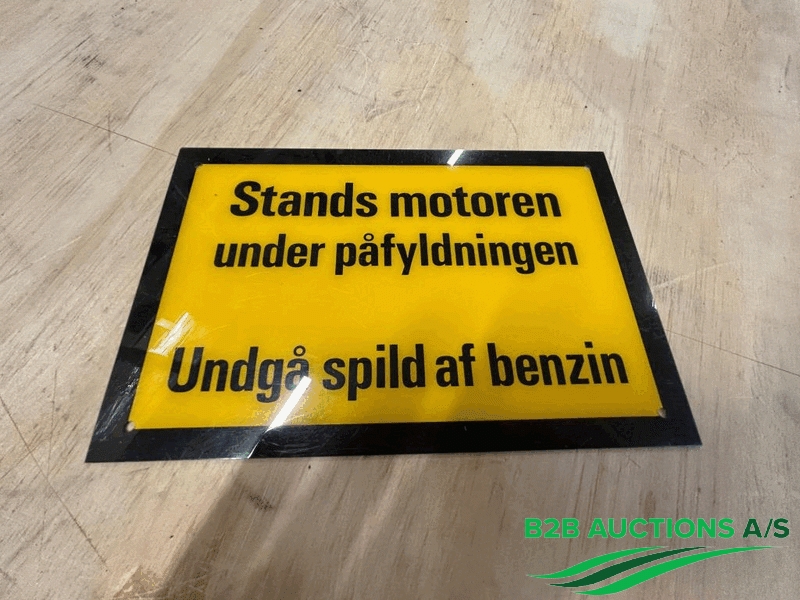 Stands motoren
under påfyldningen
Undgå spild af benzin
B2B AUCTIONS A/S